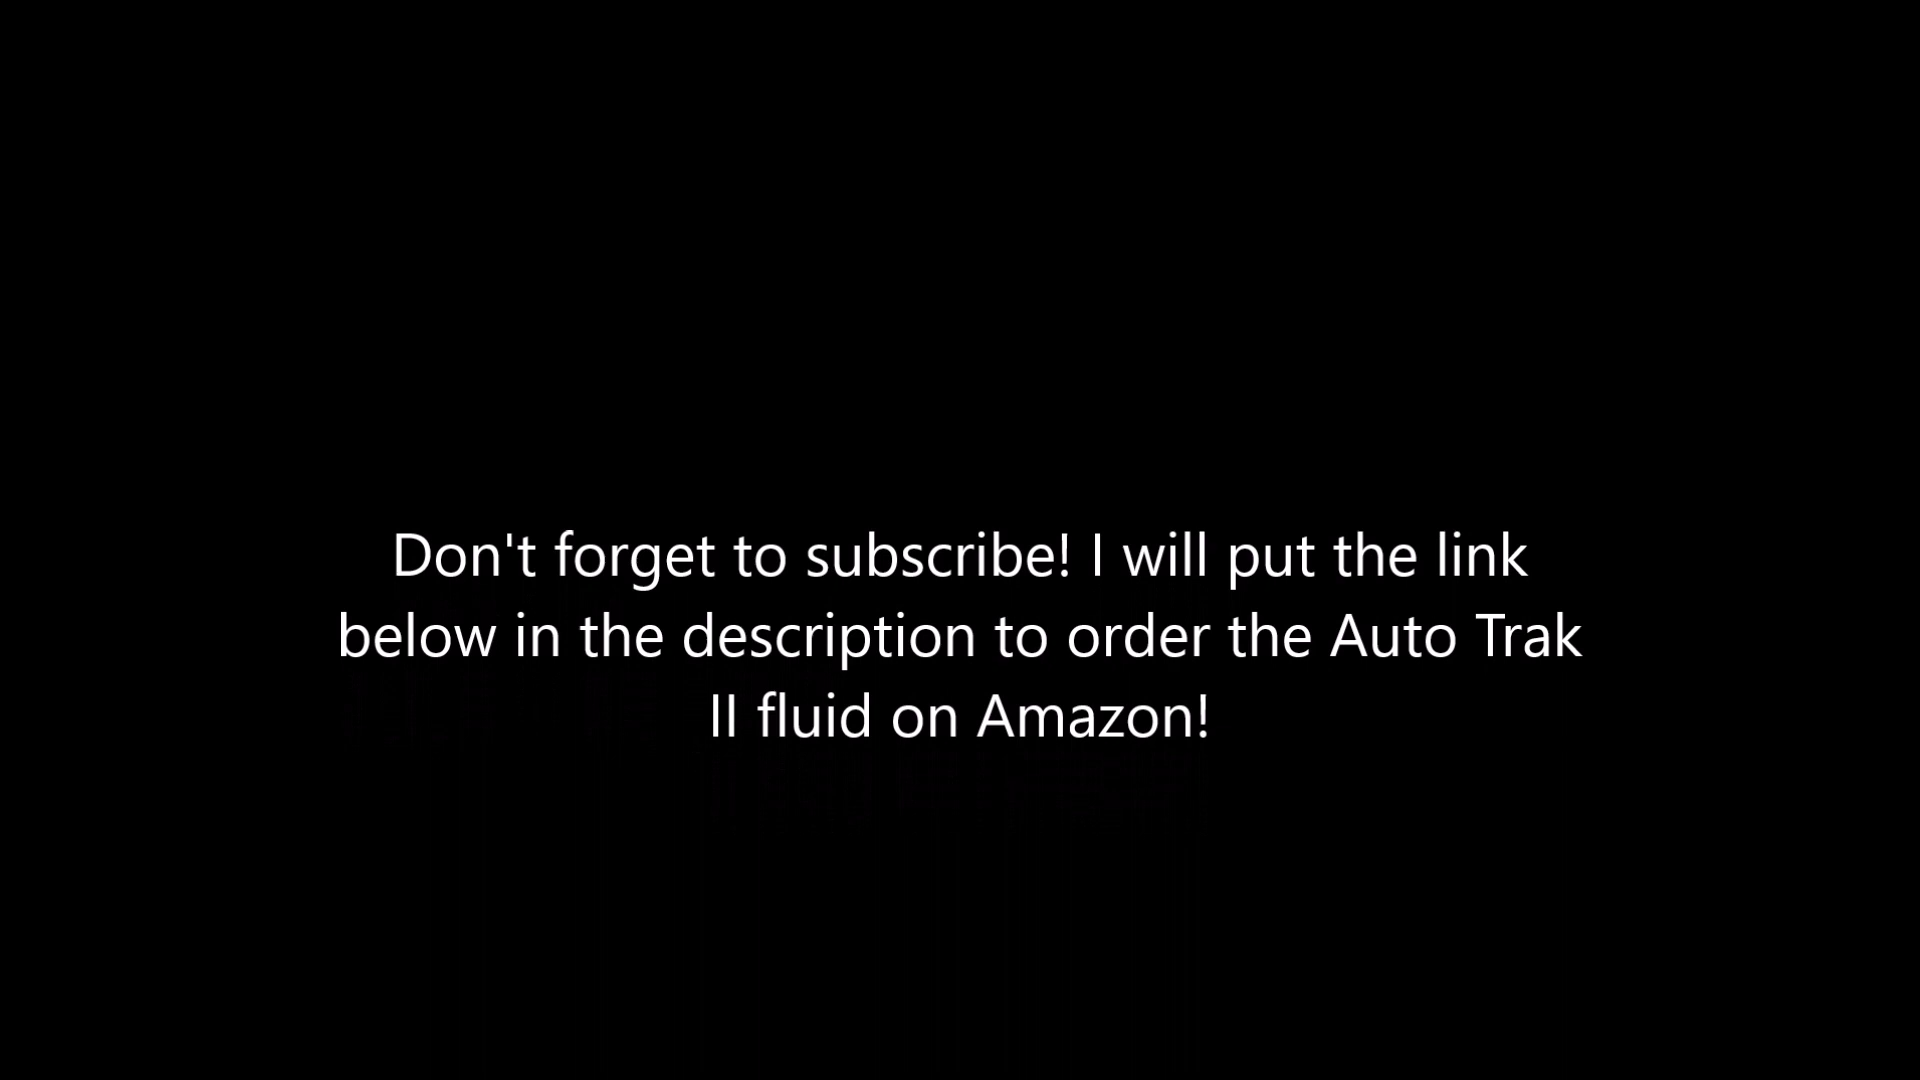 Don't forget to subscribe! I will put the link
below in the description to order the Auto Trak
II fluid on Amazon!